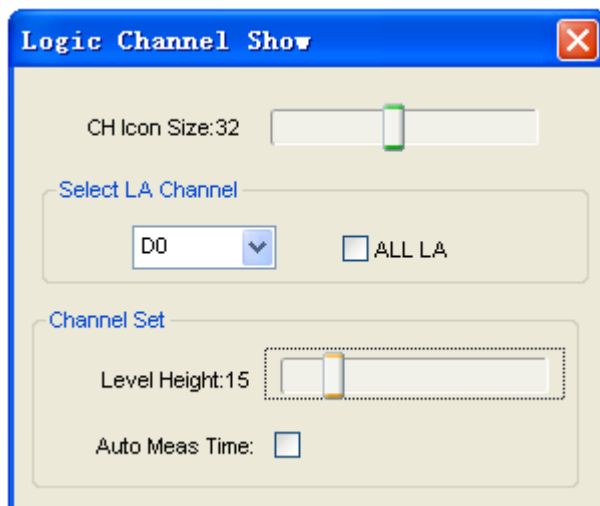 Logic Channel Show
CH Icon Size:32
Select LA Channel
D0 ALL LA
Channel Set
Level Height:15
Auto Meas Time: